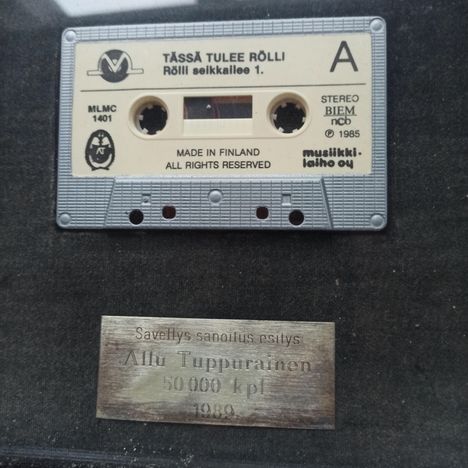 TÄSSÄ TULEE RÖLLI
Rölli seikkailee 1.
A
MLMC
1401
STEREO
BIEM
ncb
℗ 1985
MADE IN FINLAND
ALL RIGHTS RESERVED
musiikki-
laiho oy
Savellys sanoitus esitys
Allu Tuppurainen
50 000 kpl
1989